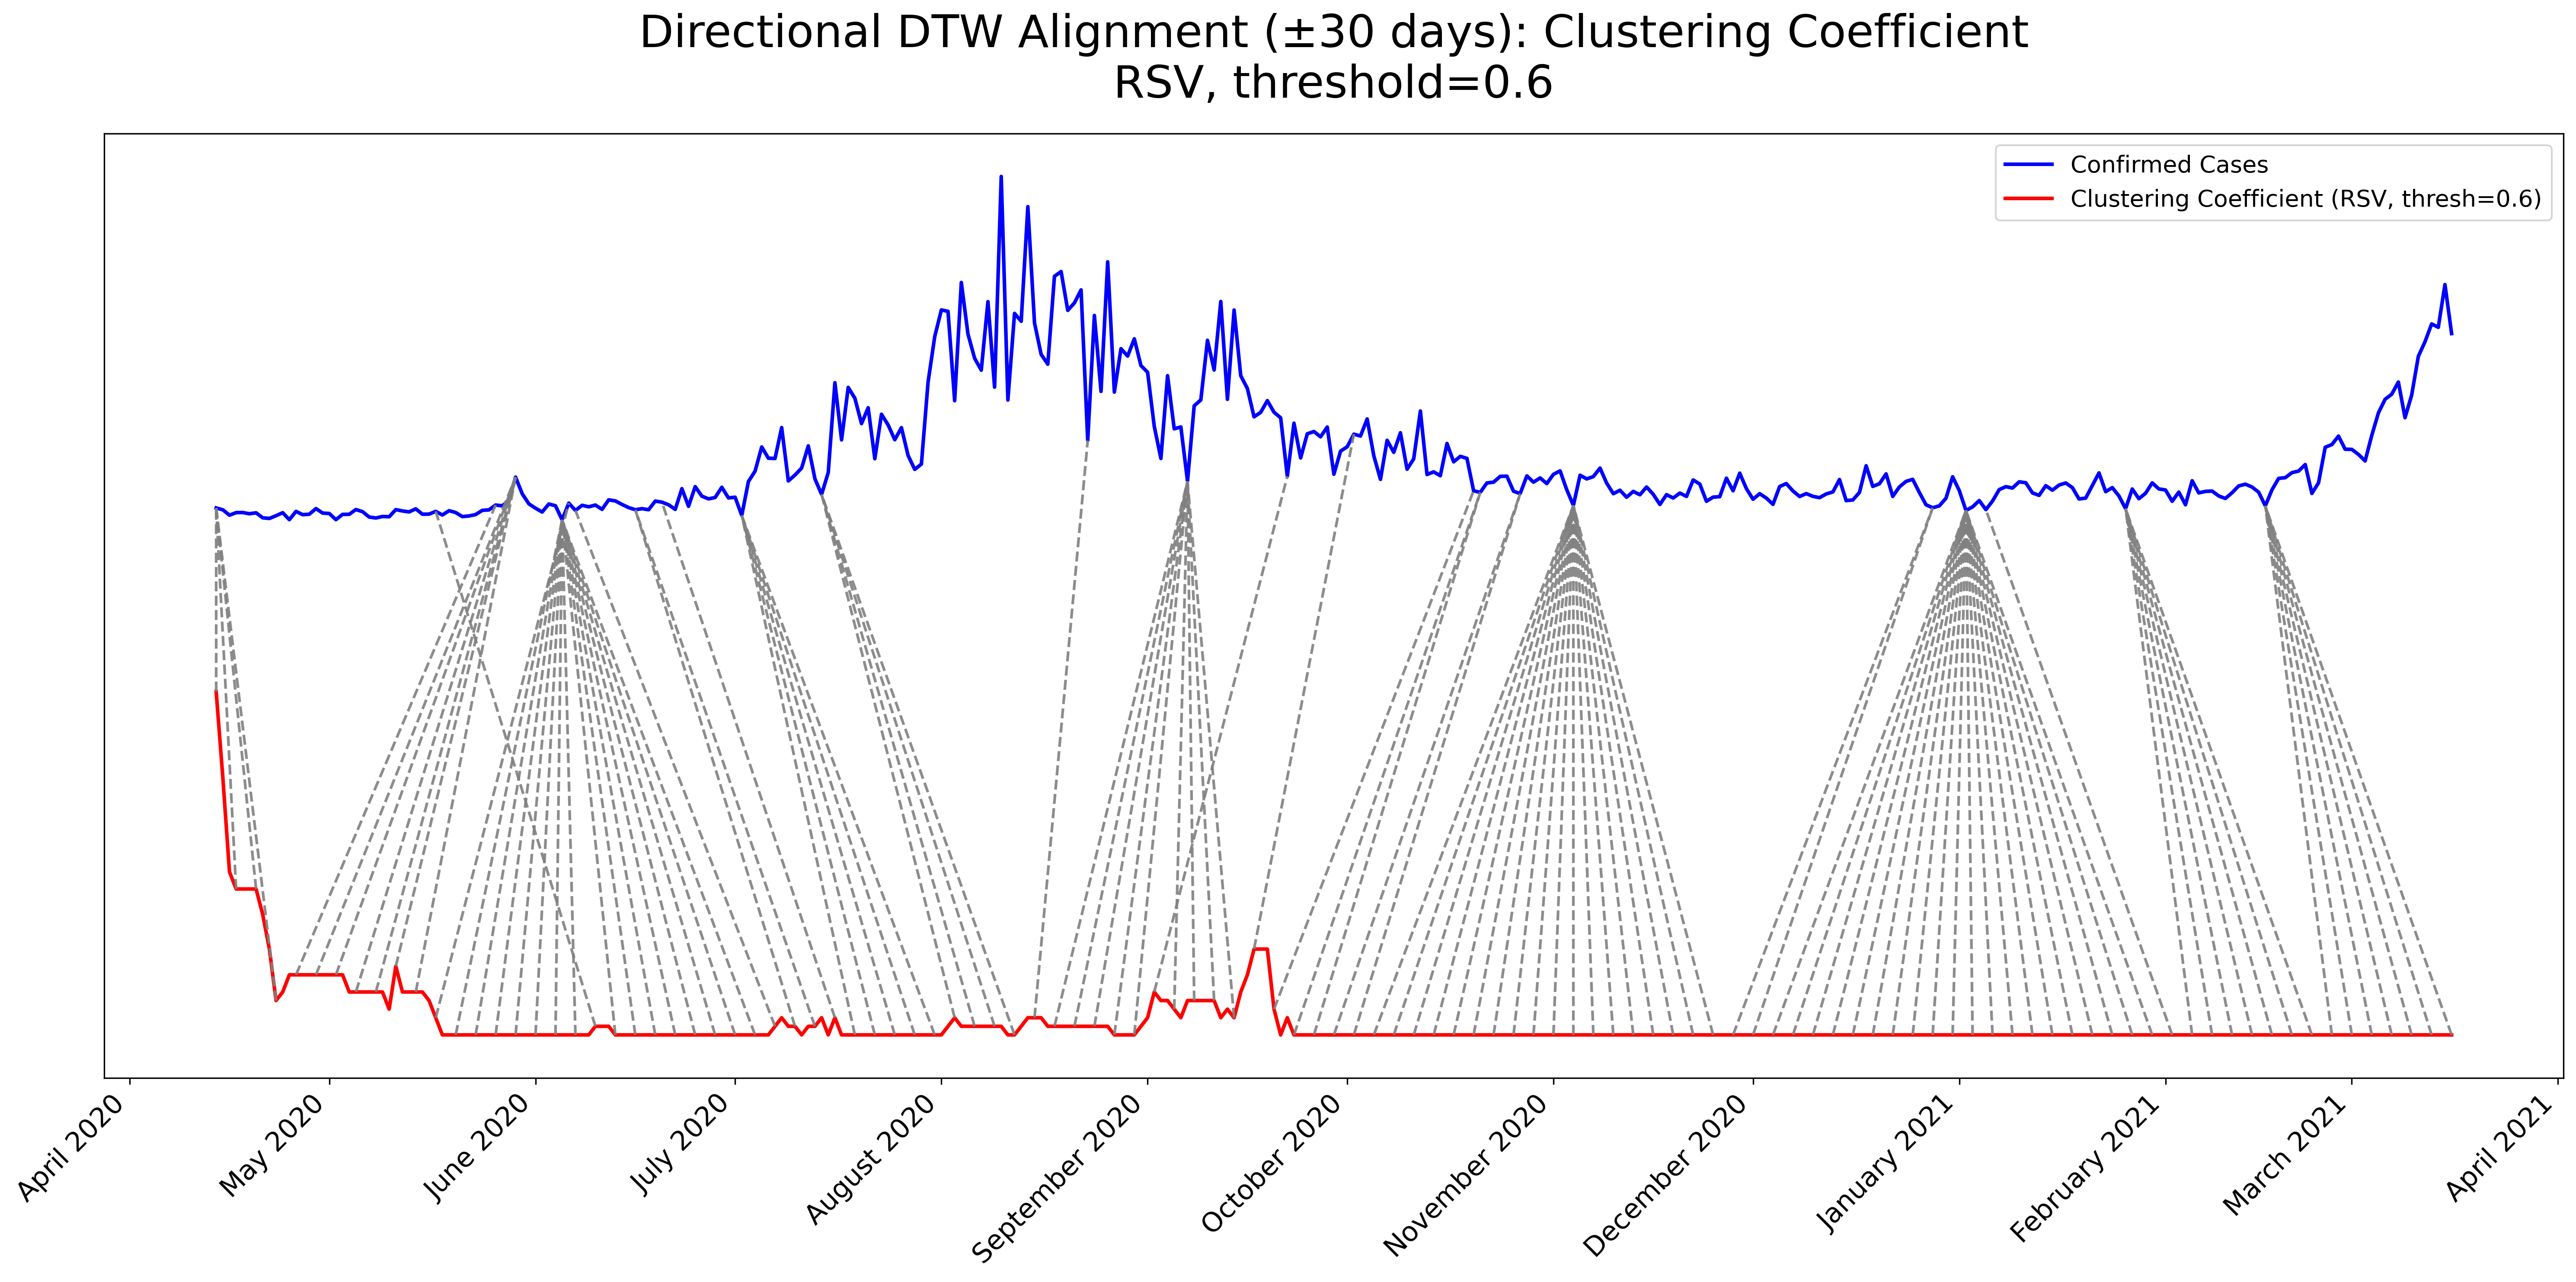 Directional DTW Alignment (±30 days): Clustering Coefficient
RSV, threshold=0.6
Confirmed Cases
Clustering Coefficient (RSV, thresh=0.6)
April 2020
May 2020
June 2020
July 2020
August 2020
September 2020
October 2020
November 2020
December 2020
January 2021
February 2021
March 2021
April 2021